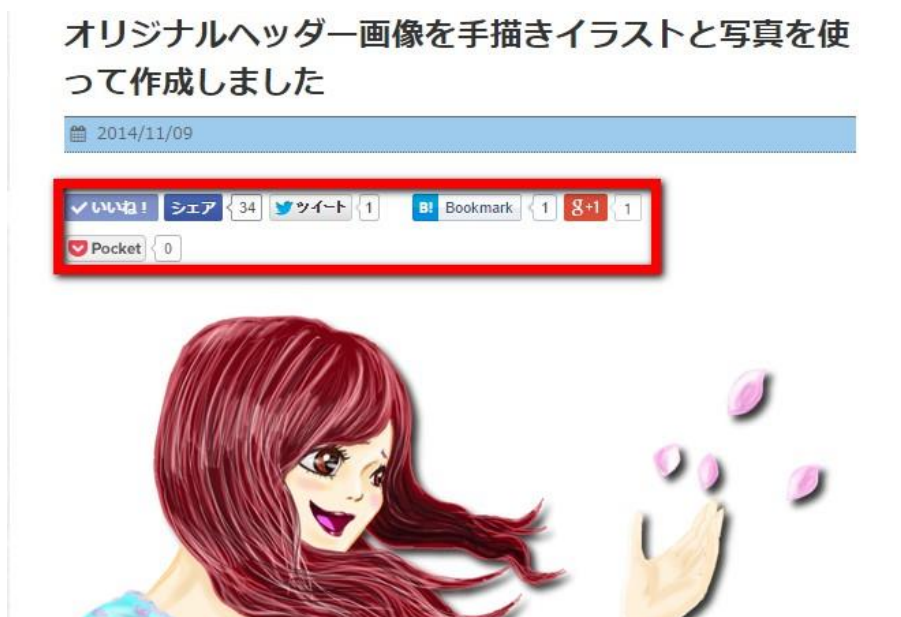 オリジナルヘッダー画像を手描きイラストと写真を使
って作成しました
2014/11/09
いいね！ シェア 34 ツイート 1 B! Bookmark 1 g+1 1
Pocket 0